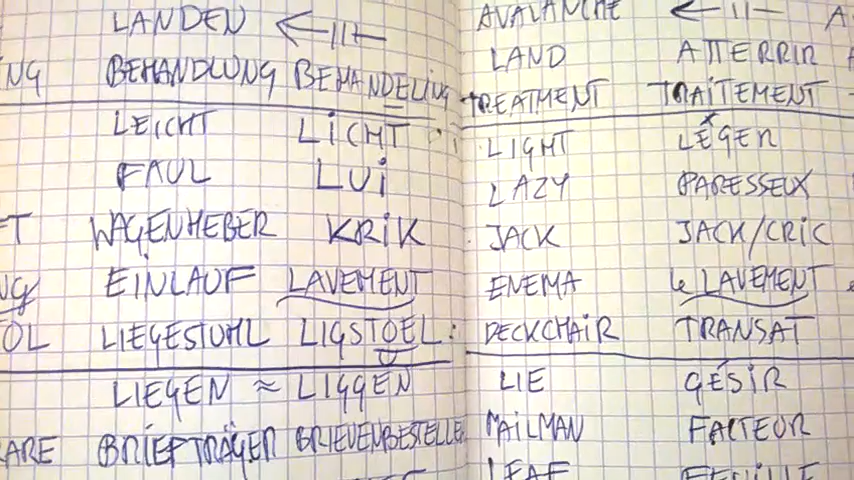 LANDEN
NG BEHANDLUNG BEHANDELING
LEICHT LICHT
FAUL LUI
WAGENHEBER KRIK
EINLAUF LAVEMENT
LIEGESTUHL LIGSTOEL:
LIEGEN ≈ LIGGEN
ARE BRIEFTRÄGER BRIEVENBESTELLER
AVALANCHE
LAND ATTERRIR
TREATMENT TRAITEMENT
LIGHT LÉGER
LAZY PARESSEUX
JACK JACK/CRIC
ENEMA LE LAVEMENT
DECKCHAIR TRANSAT
LIE GÉSIR
MAILMAN FACTEUR
LEAF FEUILLE